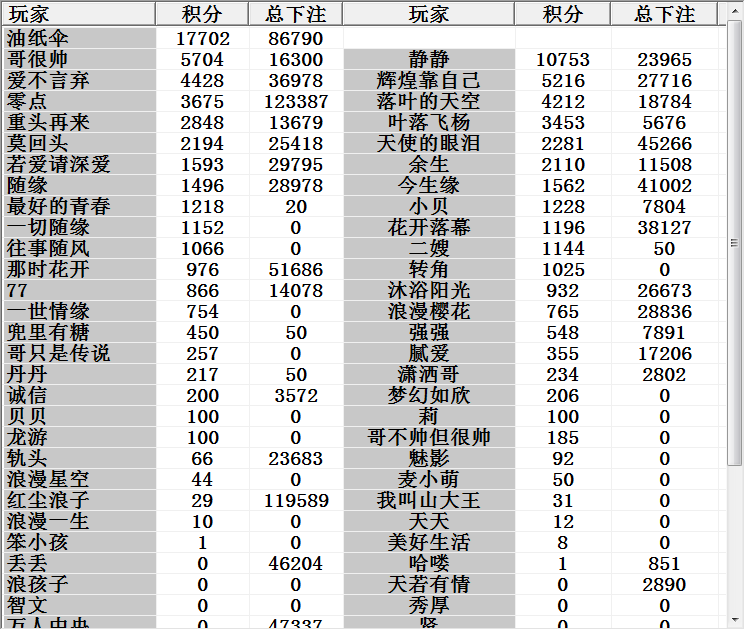 玩家 积分 总下注 玩家 积分 总下注
油纸伞 17702 86790
哥很帅 5704 16300 静静 10753 23965
爱不言弃 4428 36978 辉煌靠自己 5216 27716
零点 3675 123387 落叶的天空 4212 18784
重头再来 2848 13679 叶落飞杨 3453 5676
莫回头 2194 25418 天使的眼泪 2281 45266
若爱请深爱 1593 29795 余生 2110 11508
随缘 1496 28978 今生缘 1562 41002
最好的青春 1218 20 小贝 1228 7804
一切随缘 1152 0 花开落幕 1196 38127
往事随风 1066 0 二嫂 1144 50
那时花开 976 51686 转角 1025 0
77 866 14078 沐浴阳光 932 26673
一世情缘 754 0 浪漫樱花 765 28836
兜里有糖 450 50 强强 548 7891
哥只是传说 257 0 腻爱 355 17206
丹丹 217 50 潇洒哥 234 2802
诚信 200 3572 梦幻如欣 206 0
贝贝 100 0 莉 100 0
龙游 100 0 哥不帅但很帅 185 0
轨头 66 23683 魅影 92 0
浪漫星空 44 0 麦小萌 50 0
红尘浪子 29 119589 我叫山大王 31 0
浪漫一生 10 0 天天 12 0
笨小孩 1 0 美好生活 8 0
丢丢 0 46204 哈喽 1 851
浪孩子 0 0 天若有情 0 2890
智文 0 0 秀厚 0 0
万人中央 0 47337 贤 0 0